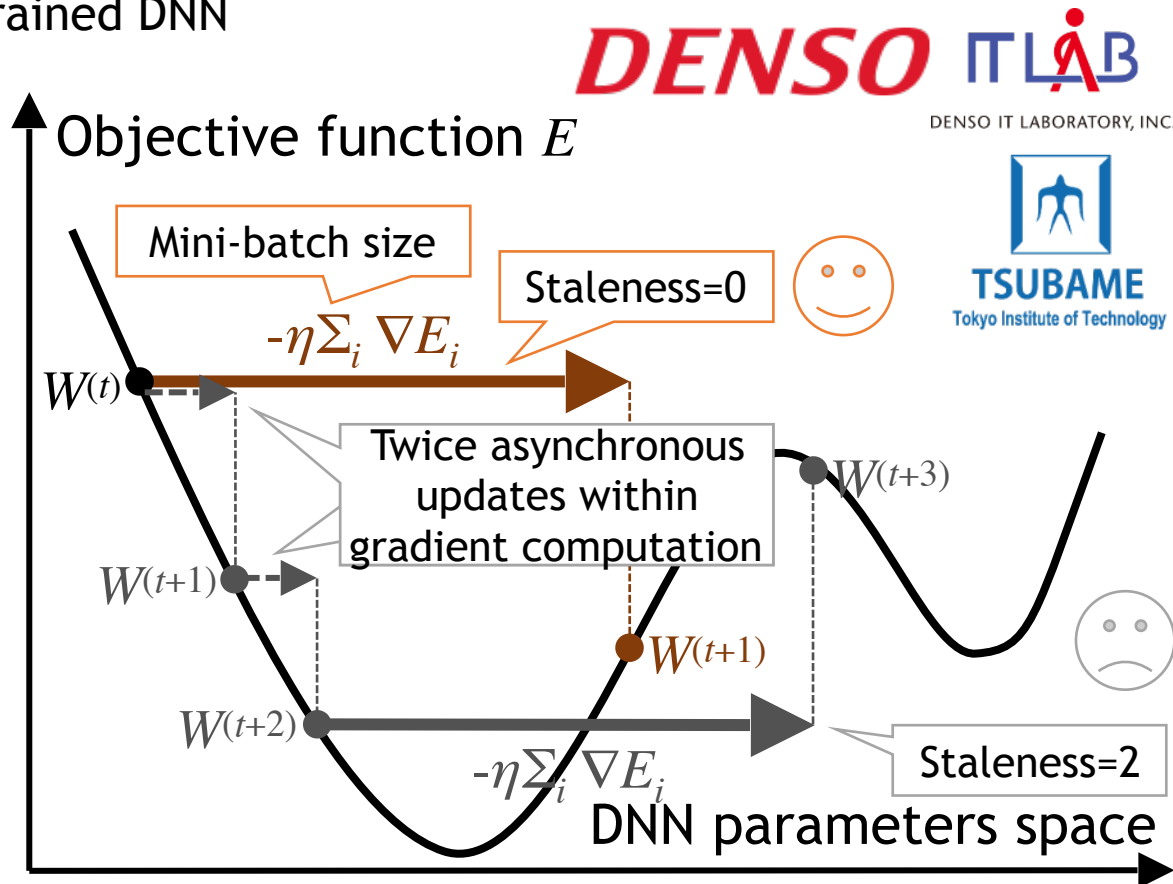 rained DNN
DENSO ITLAB
DENSO IT LABORATORY, INC.
Objective function E
TSUBAME
Tokyo Institute of Technology
Mini-batch size
Staleness=0
-ηΣᵢ ∇Eᵢ
W(t)
Twice asynchronous
updates within
gradient computation
W(t+3)
W(t+1)
W(t+1)
W(t+2)
Staleness=2
-ηΣᵢ ∇Eᵢ
DNN parameters space